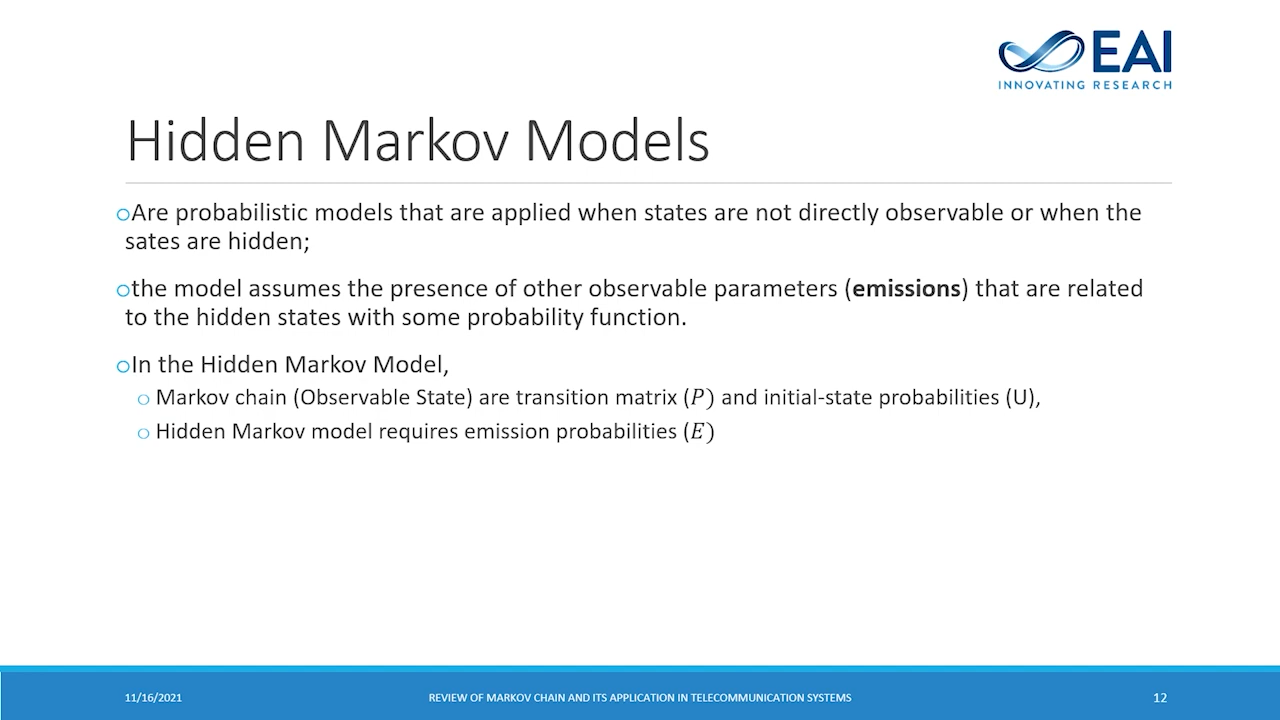 EAI
INNOVATING RESEARCH
Hidden Markov Models
oAre probabilistic models that are applied when states are not directly observable or when the
sates are hidden;
othe model assumes the presence of other observable parameters (emissions) that are related
to the hidden states with some probability function.
oIn the Hidden Markov Model,
o Markov chain (Observable State) are transition matrix (𝑃) and initial-state probabilities (U),
o Hidden Markov model requires emission probabilities (𝐸)
11/16/2021 REVIEW OF MARKOV CHAIN AND ITS APPLICATION IN TELECOMMUNICATION SYSTEMS 12